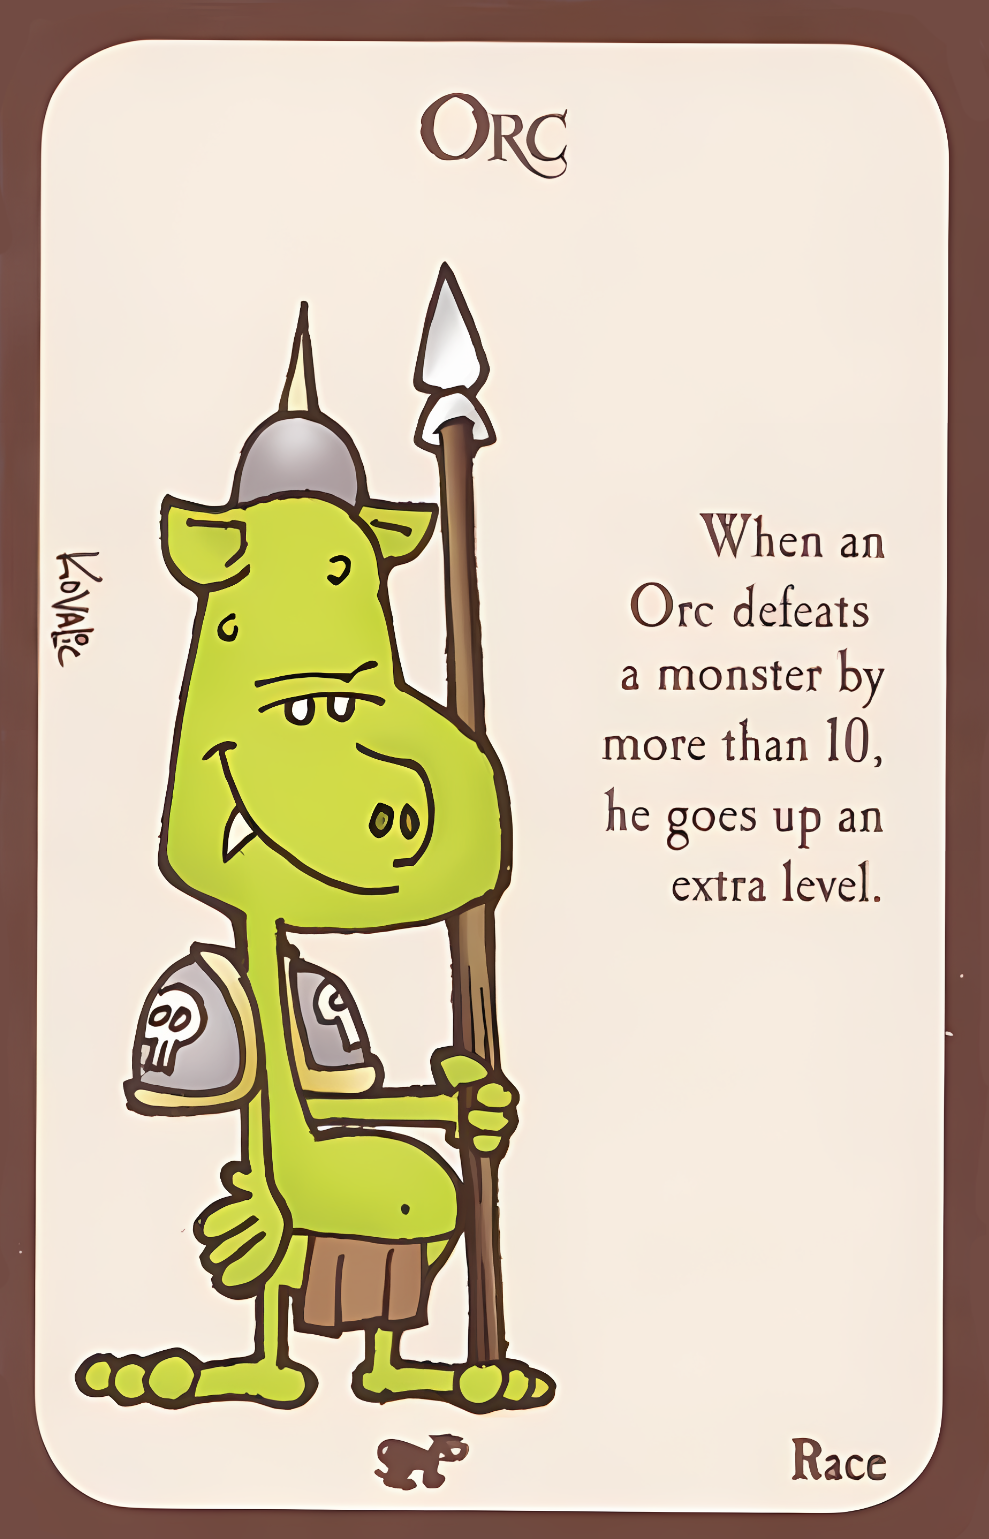 Orc
KOVALIC
When an
Orc defeats
a monster by
more than 10,
he goes up an
extra level.
Race